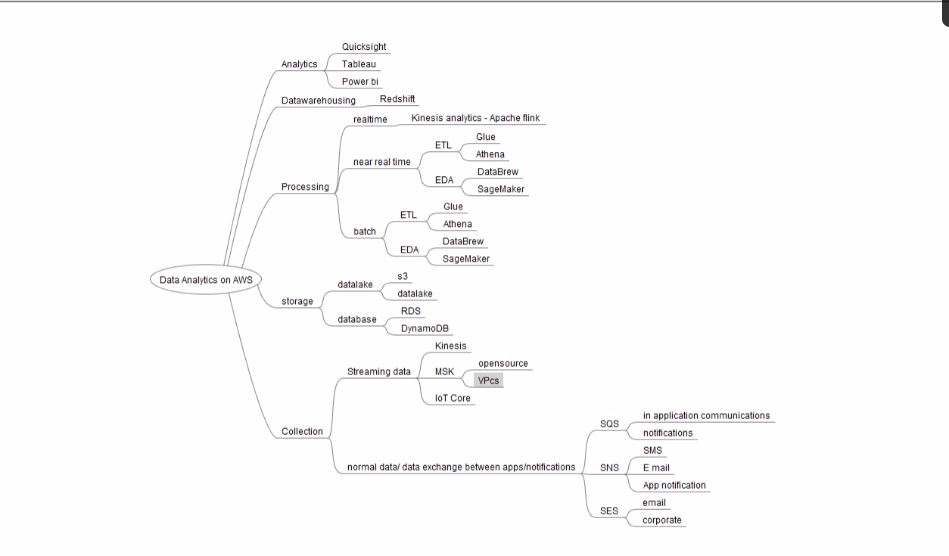 Quicksight
Analytics
Tableau
Power bi
Datawarehousing
Redshift
realtime
Kinesis analytics - Apache flink
Processing
near real time
ETL
Glue
Athena
EDA
DataBrew
SageMaker
batch
ETL
Glue
Athena
EDA
DataBrew
SageMaker
Data Analytics on AWS
storage
datalake
s3
datalake
database
RDS
DynamoDB
Collection
Streaming data
Kinesis
MSK
opensource
VPcs
IoT Core
normal data/ data exchange between apps/notifications
SQS
in application communications
notifications
SNS
SMS
E mail
App notification
SES
email
corporate